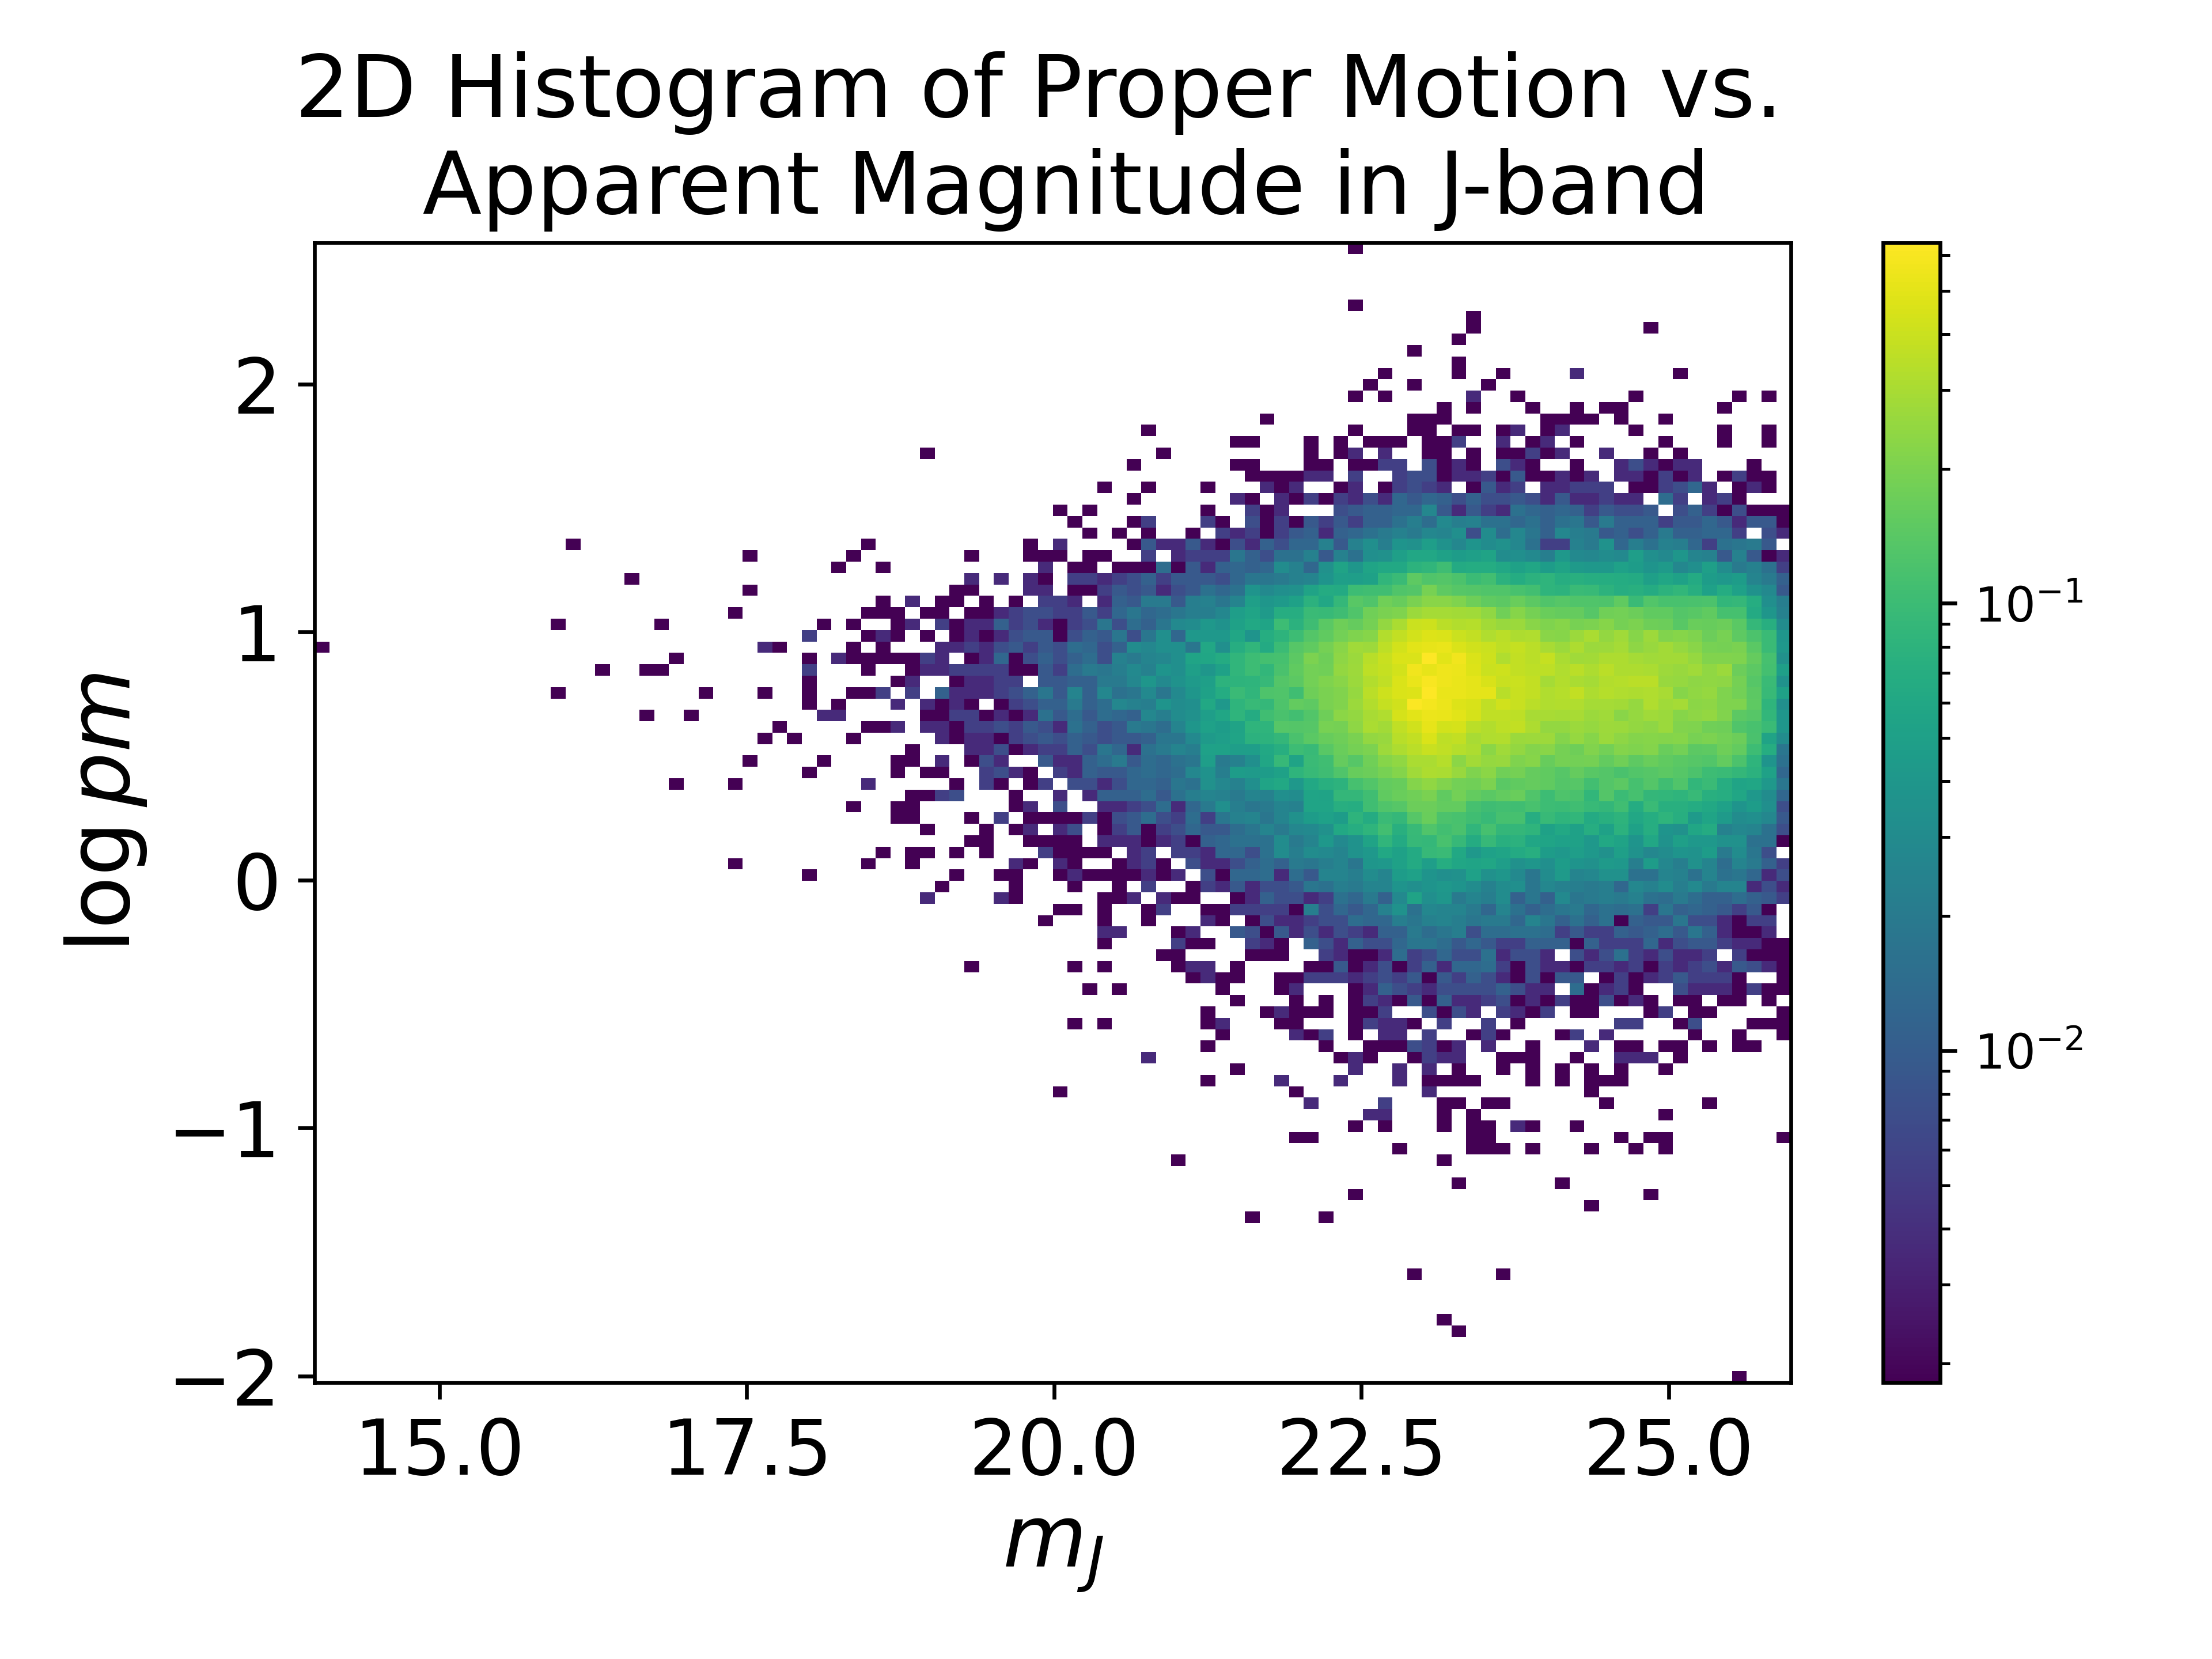 2D Histogram of Proper Motion vs.
Apparent Magnitude in J-band
2
1
0
−1
−2
log pm
15.0 17.5 20.0 22.5 25.0
m_J
10^{-1}
10^{-2}